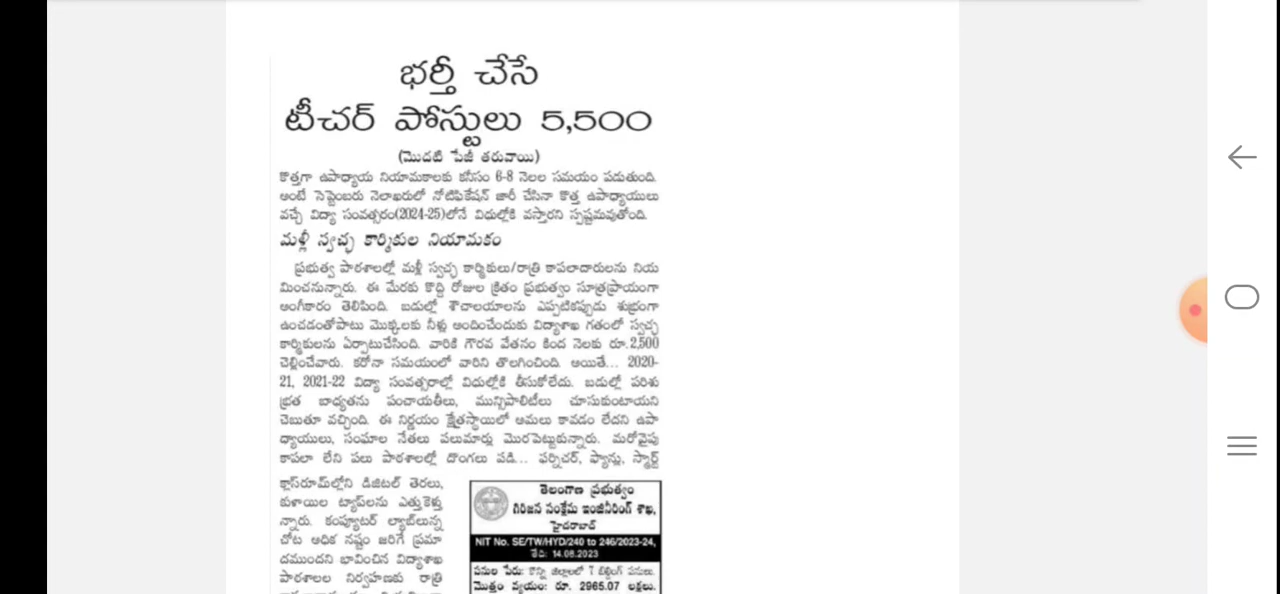 భర్తీ చేసే
టీచర్ పోస్టులు 5,500
(మొదటి పేజీ తరువాయి)
కొత్తగా ఉపాధ్యాయ నియామకాలకు కనీసం 6-8 నెలల సమయం పడుతుంది.
అంటే సెప్టెంబరు నెలాఖరులో నోటిఫికేషన్ జారీ చేసినా కొత్త ఉపాధ్యాయులు
వచ్చే విద్యా సంవత్సరం(2024-25)లోనే విధుల్లోకి వస్తారని స్పష్టమవుతోంది.
మళ్లీ స్వచ్ఛ కార్మికుల నియామకం
ప్రభుత్వ పాఠశాలల్లో మళ్లీ స్వచ్ఛ కార్మికులు/రాత్రి కాపలాదారులను నియ
మించనున్నారు. ఈ మేరకు కొద్ది రోజుల క్రితం ప్రభుత్వం సూత్రప్రాయంగా
అంగీకారం తెలిపింది. బడుల్లో శౌచాలయాలను ఎప్పటికప్పుడు శుభ్రంగా
ఉంచడంతోపాటు మొక్కలకు నీళ్లు అందించేందుకు విద్యాశాఖ గతంలో స్వచ్ఛ
కార్మికులను ఏర్పాటుచేసింది. వారికి గౌరవ వేతనం కింద నెలకు రూ.2,500
చెల్లించేవారు. కరోనా సమయంలో వారిని తొలగించింది. అయితే... 2020-
21, 2021-22 విద్యా సంవత్సరాల్లో విధుల్లోకి తీసుకోలేదు. బడుల్లో పరిశు
భ్రత బాధ్యతను పంచాయతీలు, మున్సిపాలిటీలు చూసుకుంటాయని
చెబుతూ వచ్చింది. ఈ నిర్ణయం క్షేత్రస్థాయిలో అమలు కావడం లేదని ఉపా
ధ్యాయులు, సంఘాల నేతలు పలుమార్లు మొరపెట్టుకున్నారు. మరోవైపు
కాపలా లేని పలు పాఠశాలల్లో దొంగలు పడి... ఫర్నిచర్, ఫ్యాన్లు, స్మార్ట్
క్లాస్‌రూమ్‌ల్లోని డిజిటల్ తెరలు,
కుళాయిల ట్యాప్‌లను ఎత్తుకెళ్తు
న్నారు. కంప్యూటర్ ల్యాబ్‌లున్న
చోట అధిక నష్టం జరిగే ప్రమా
దముందని భావించిన విద్యాశాఖ
పాఠశాలల నిర్వహణకు రాత్రి
తెలంగాణ ప్రభుత్వం
గిరిజన సంక్షేమ ఇంజినీరింగ్ శాఖ,
హైదరాబాద్
NIT No. SE/TW/HYD/240 to 246/2023-24,
తేది: 14.08.2023
పనుల పేరు: కొన్ని జిల్లాలలో 7 బిల్డింగ్ పనులు.
మొత్తం వ్యయం: రూ. 2965.07 లక్షలు.